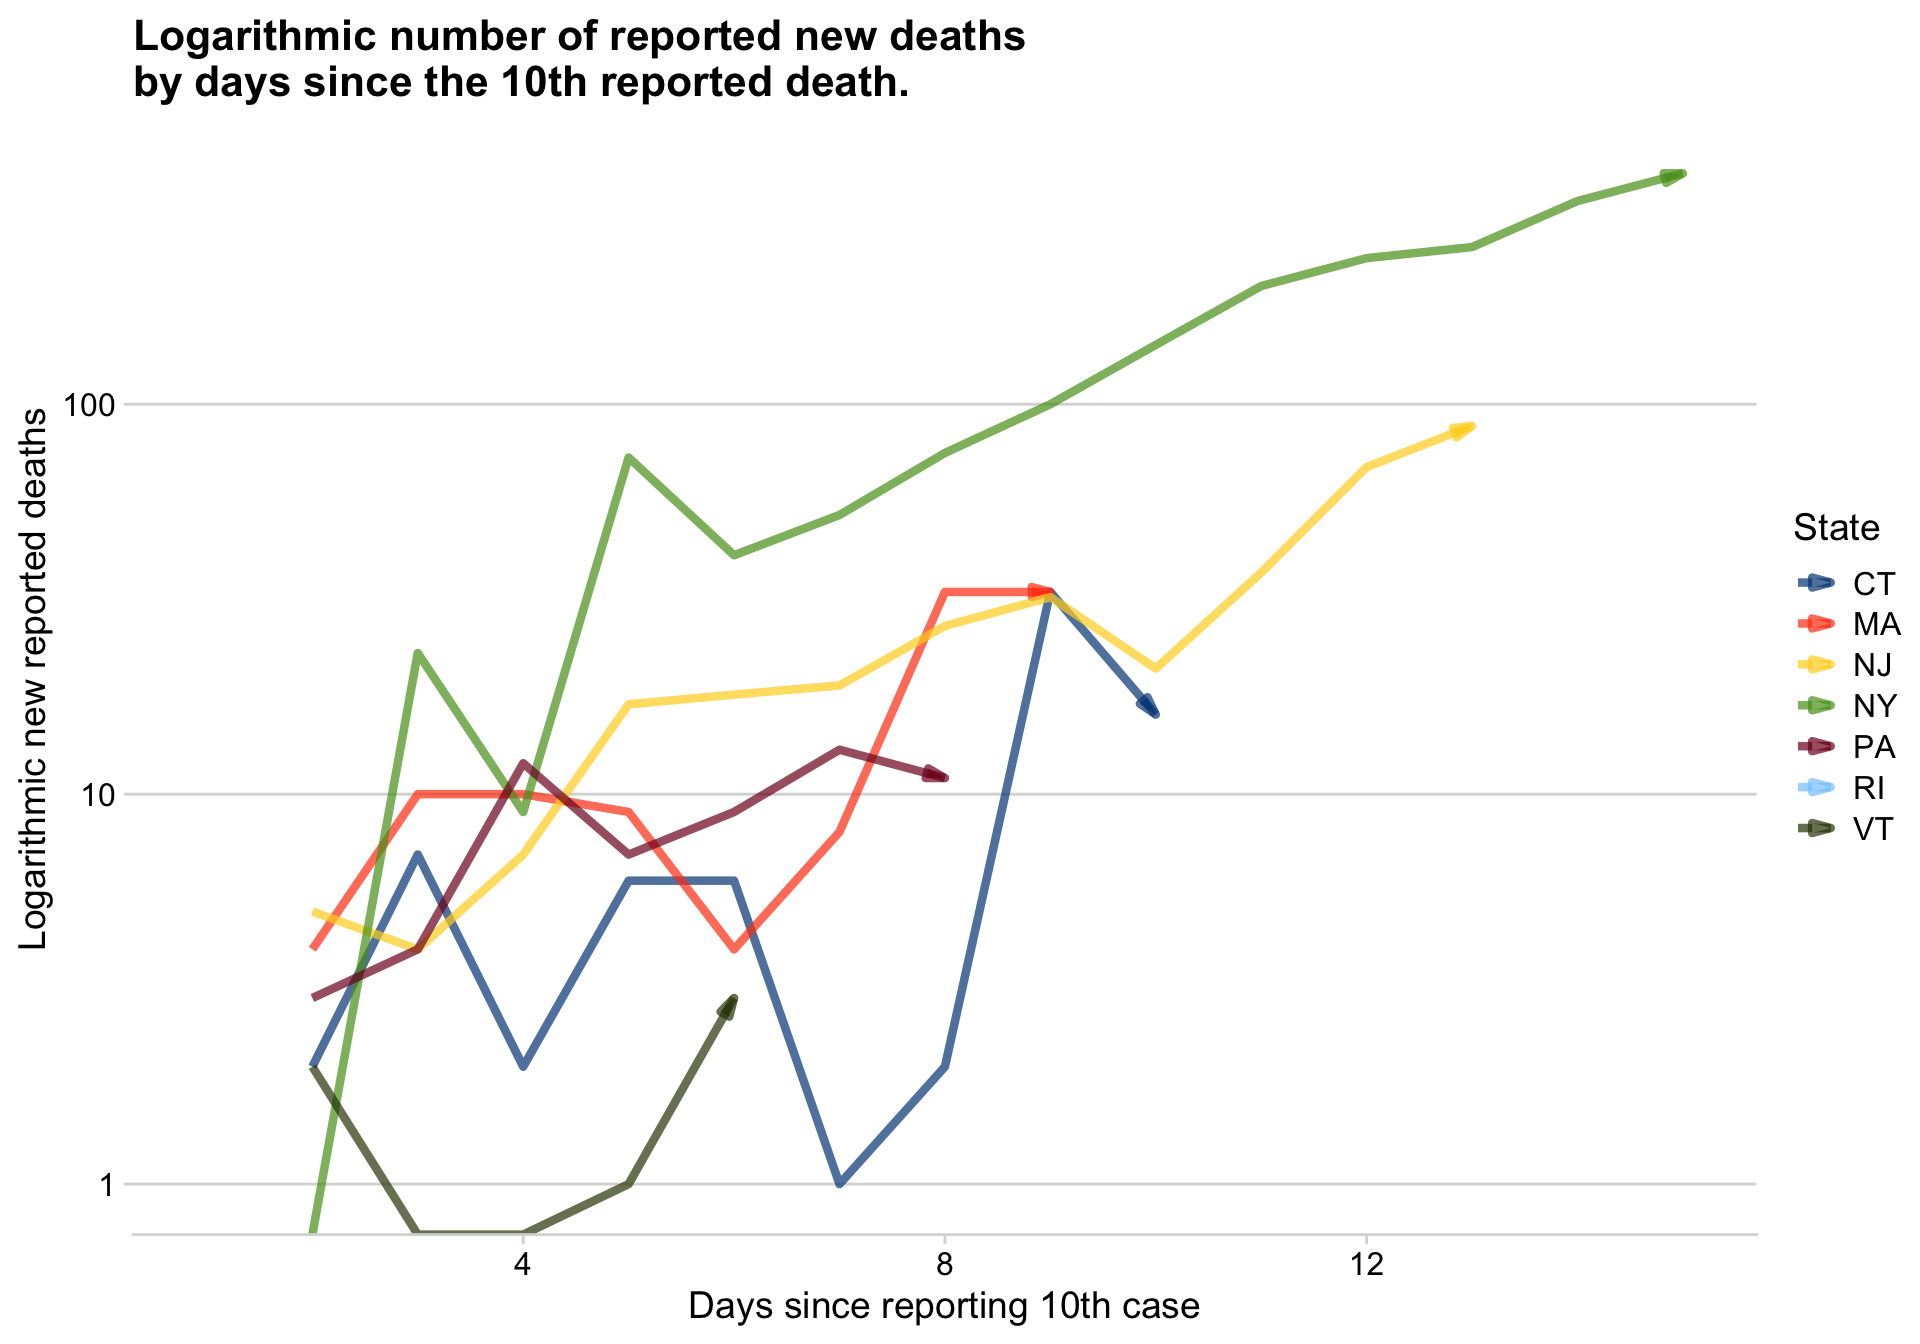 Logarithmic number of reported new deaths
by days since the 10th reported death.
Logarithmic new reported deaths
100
10
1
4
8
12
Days since reporting 10th case
State
CT
MA
NJ
NY
PA
RI
VT